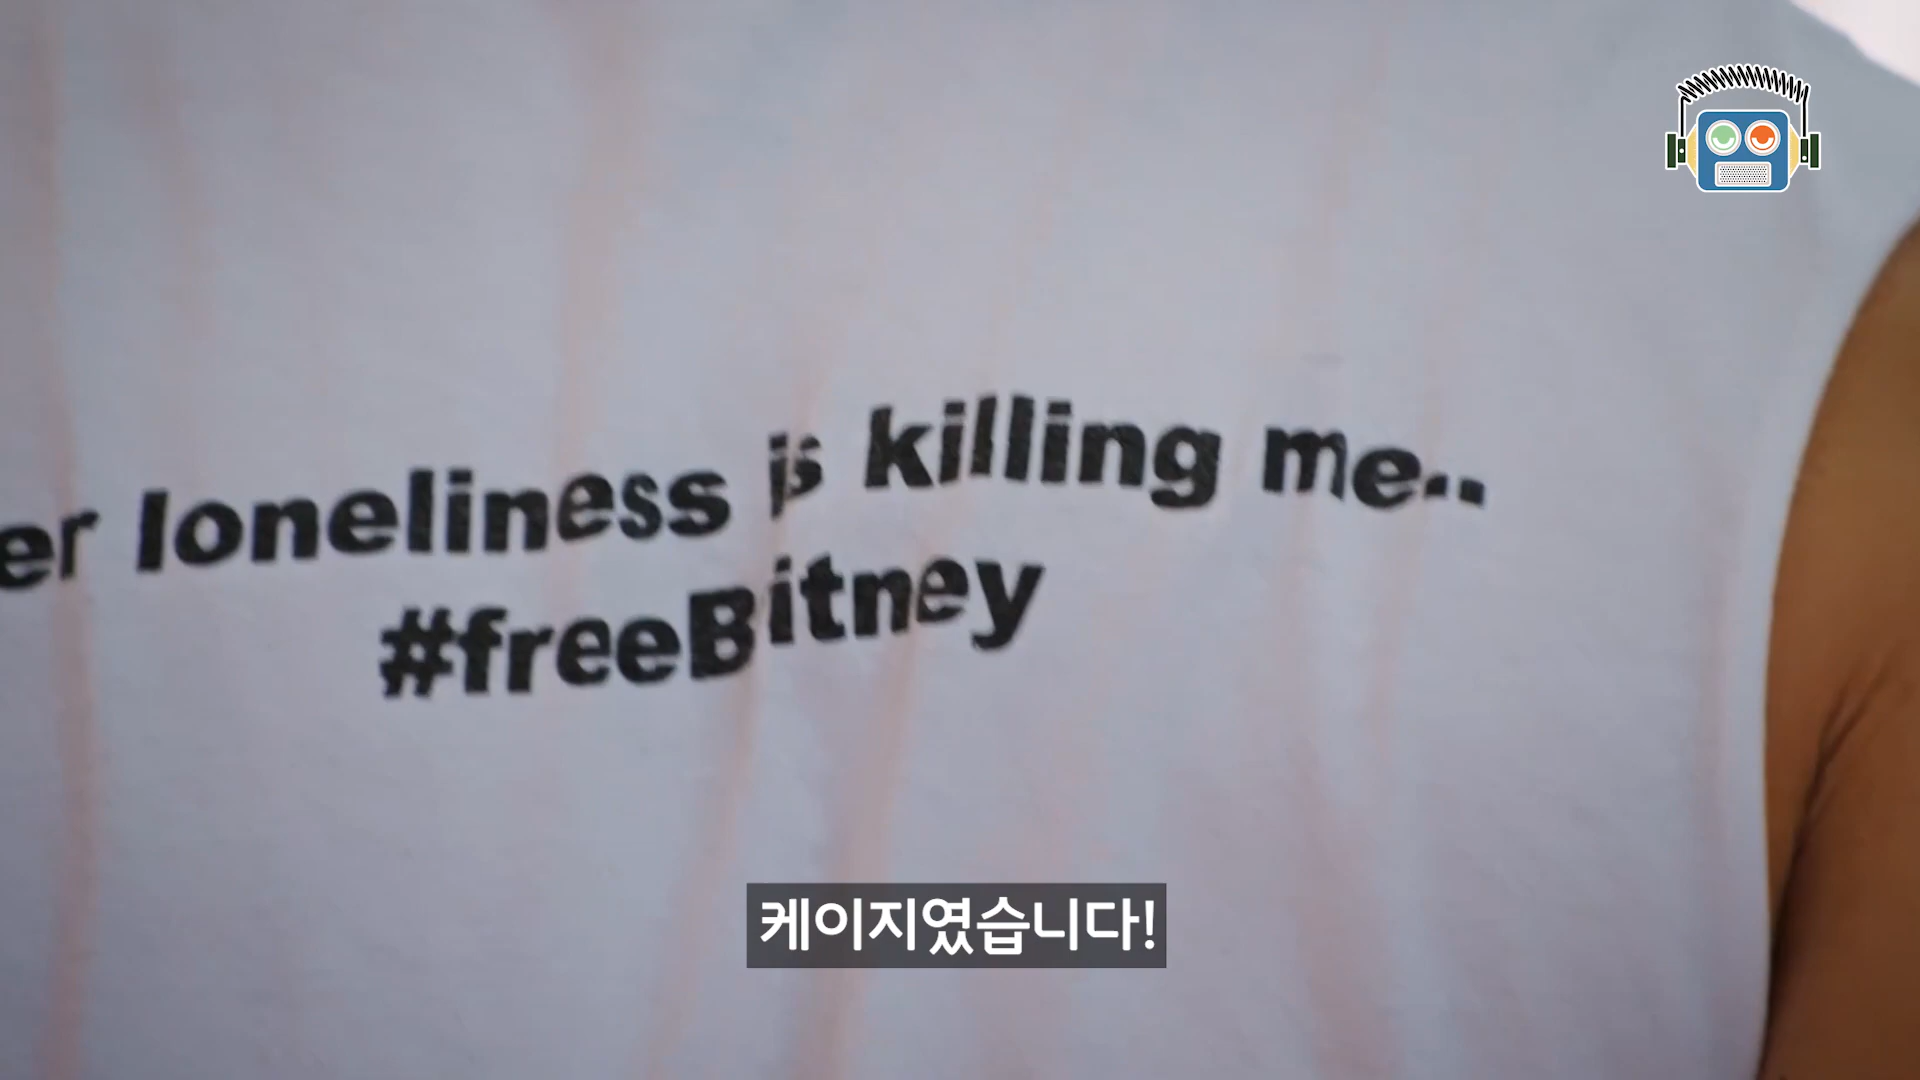 er loneliness is killing me..
#freeBitney
케이지였습니다!